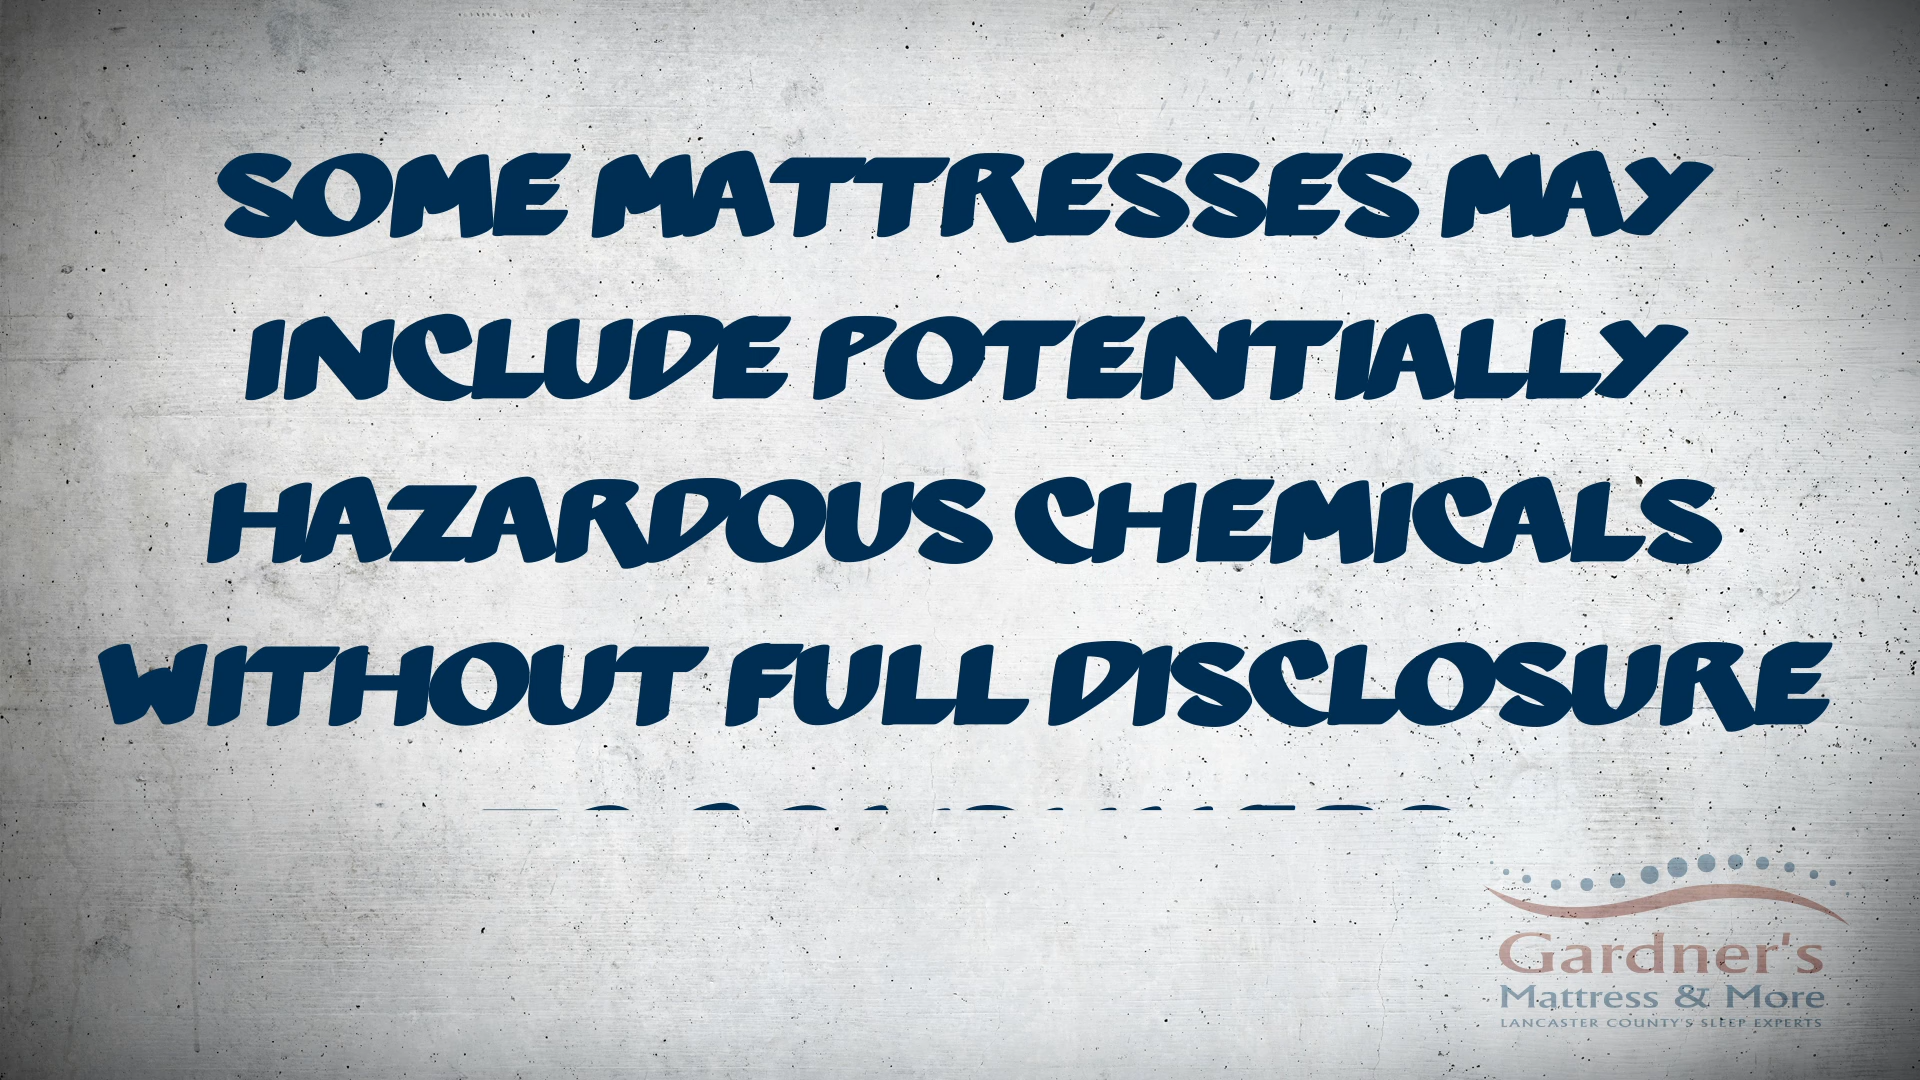 SOME MATTRESSES MAY
INCLUDE POTENTIALLY
HAZARDOUS CHEMICALS
WITHOUT FULL DISCLOSURE
Gardner's
Mattress & More
LANCASTER COUNTY'S SLEEP EXPERTS